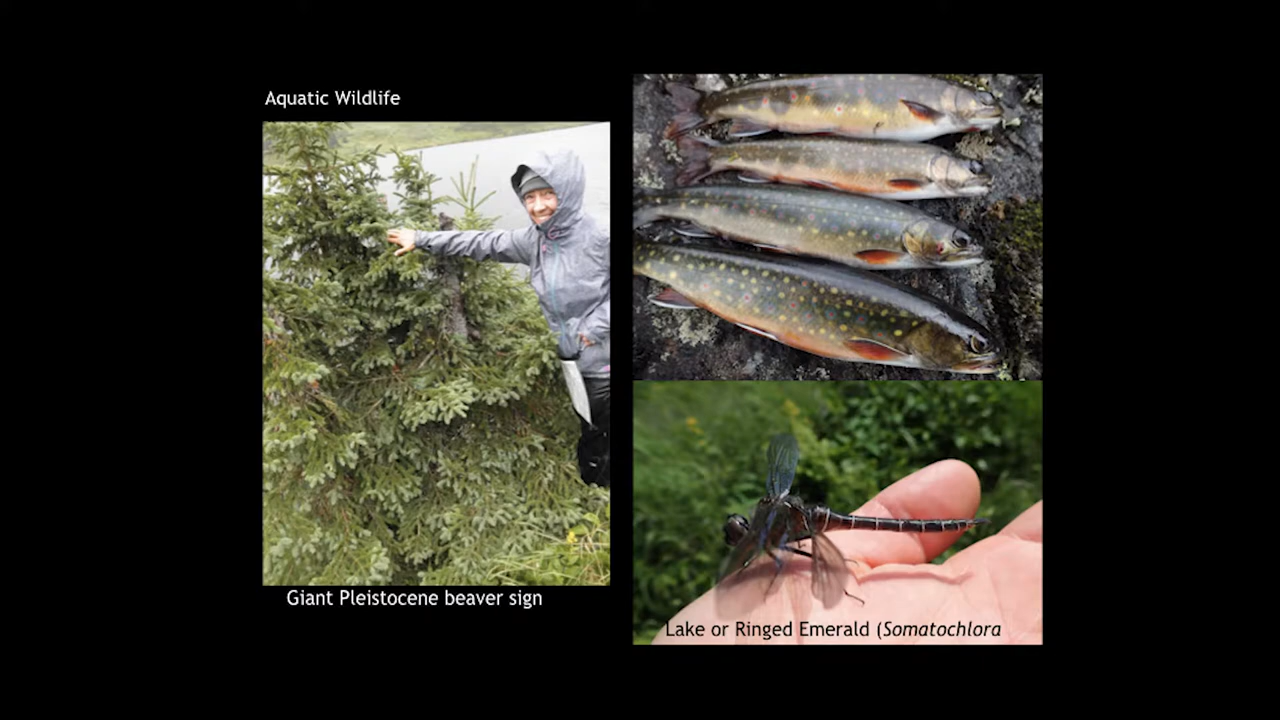 Aquatic Wildlife
Giant Pleistocene beaver sign
Lake or Ringed Emerald (Somatochlora